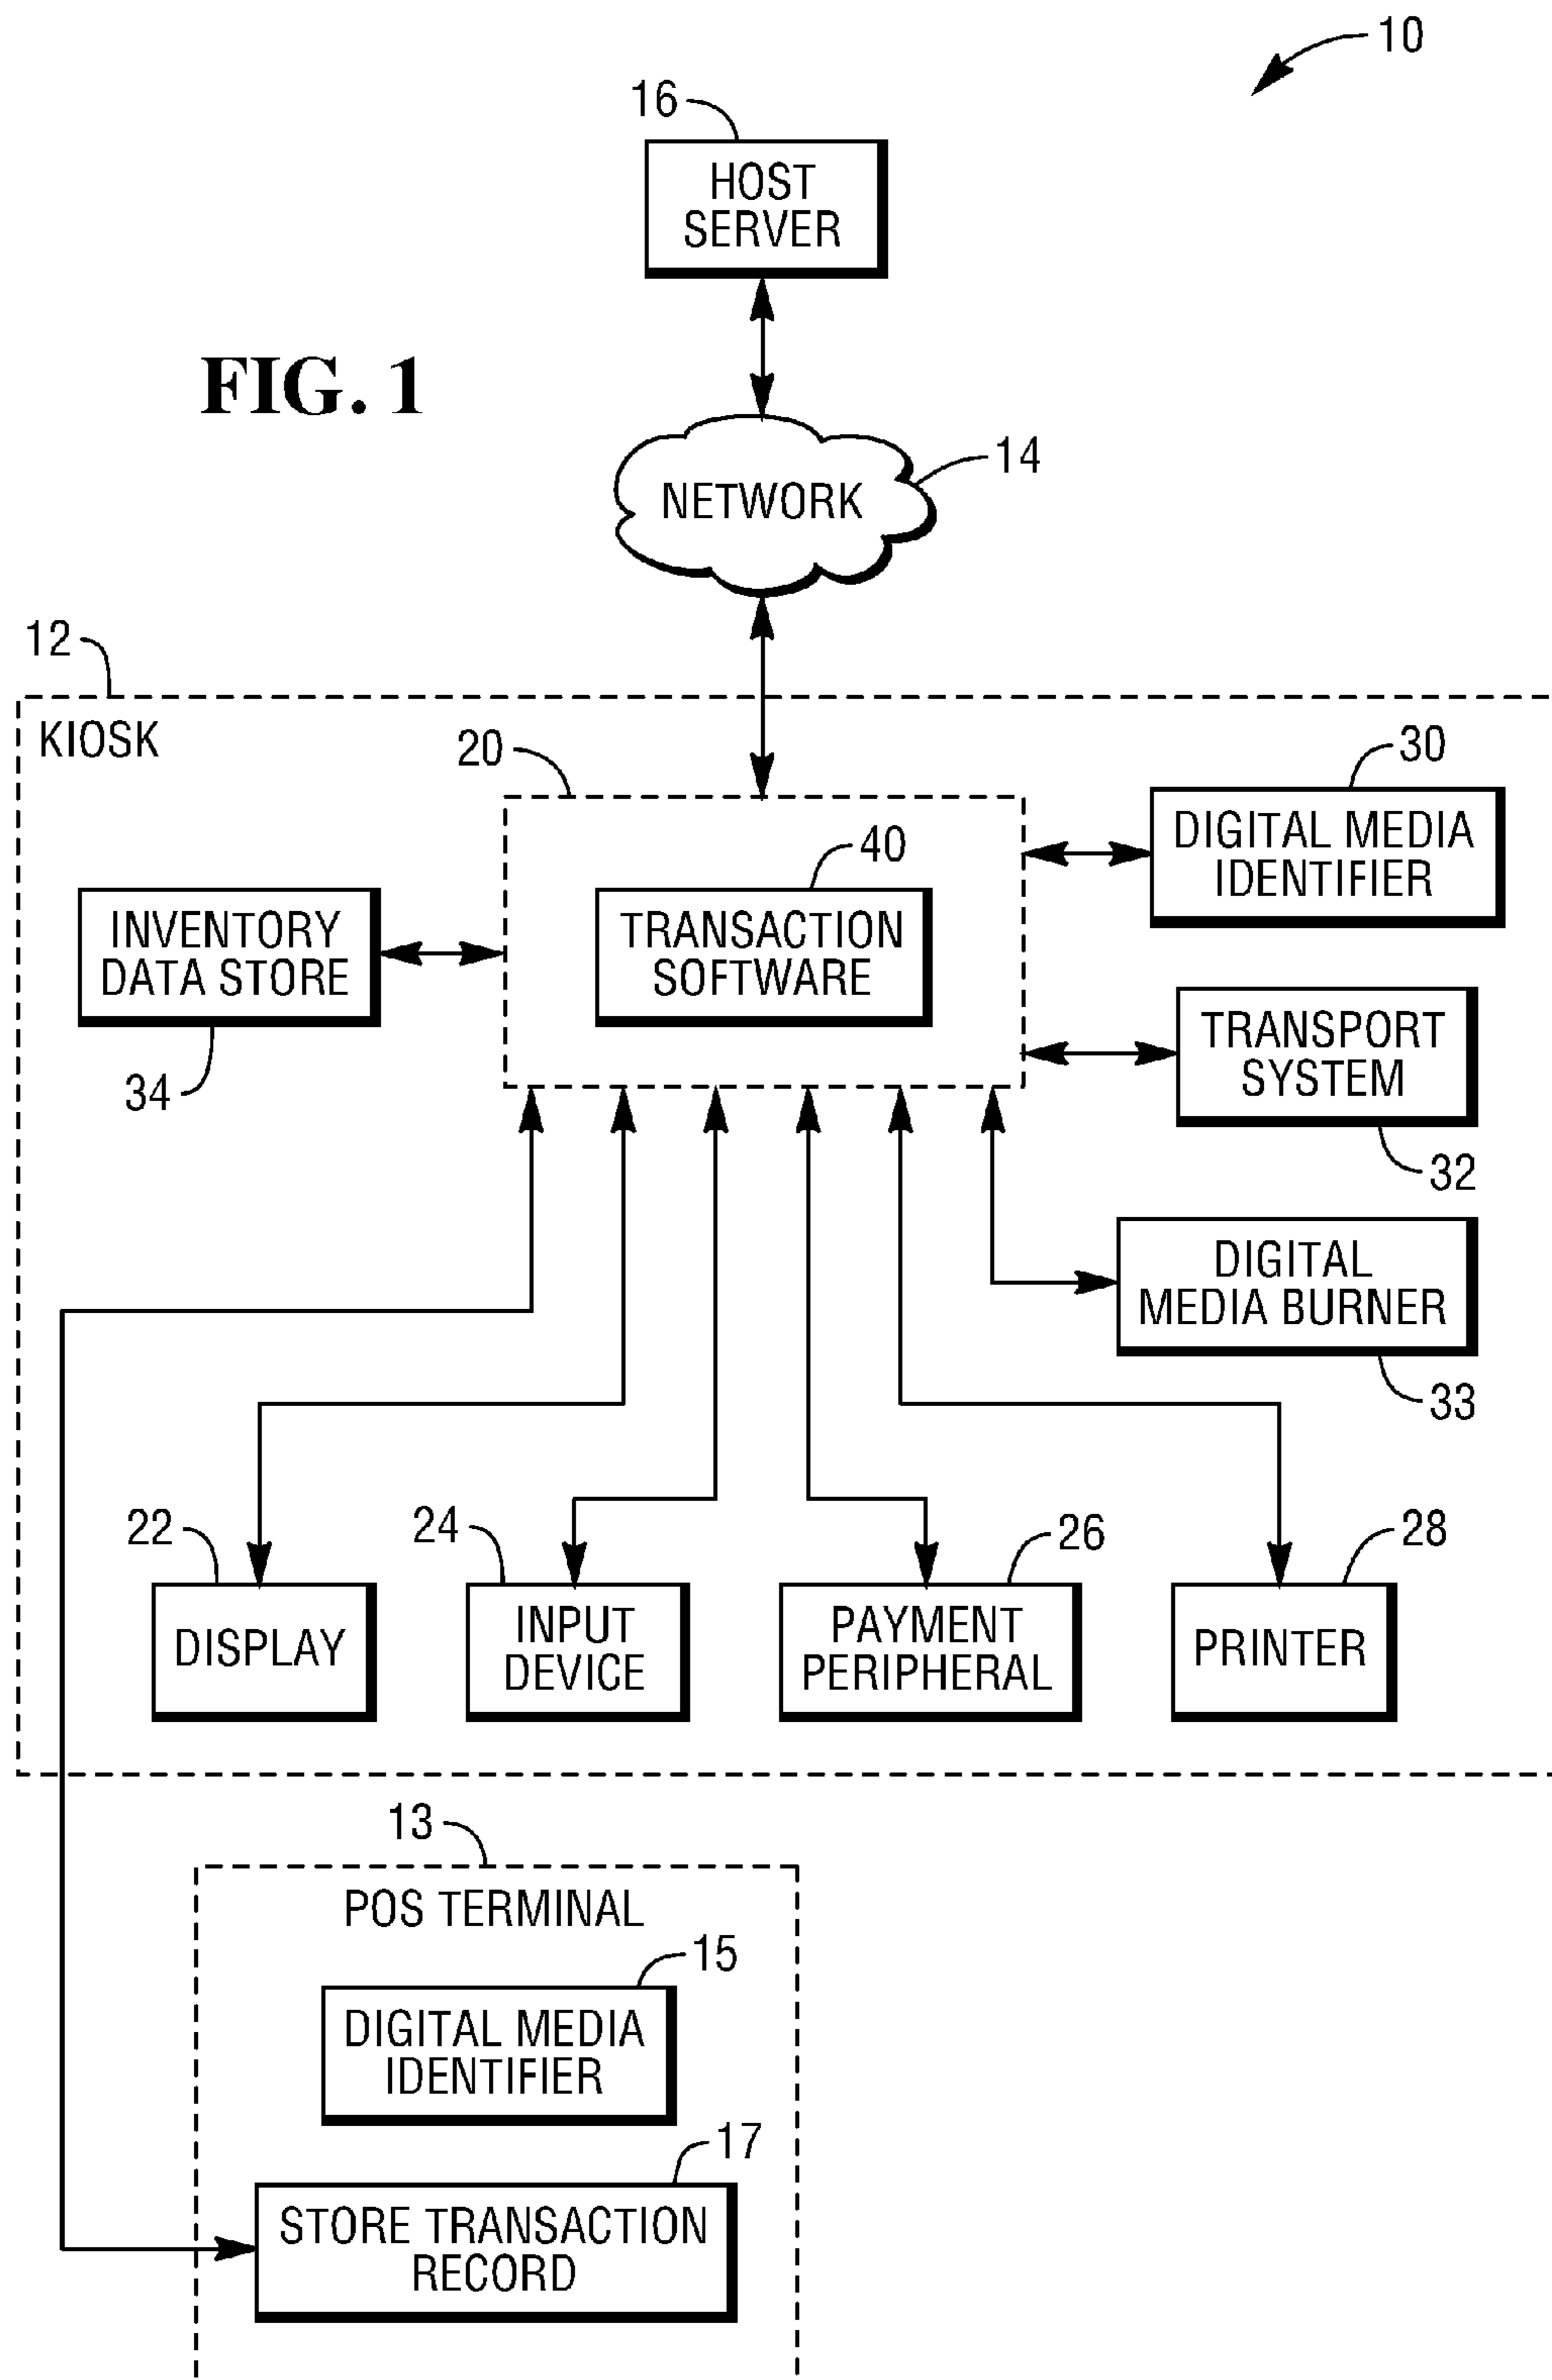 10
16
HOST
SERVER
FIG. 1
14
NETWORK
12
KIOSK
20
30
DIGITAL MEDIA
IDENTIFIER
40
INVENTORY
DATA STORE
TRANSACTION
SOFTWARE
34
TRANSPORT
SYSTEM
32
DIGITAL
MEDIA BURNER
33
22
24
26
28
DISPLAY
INPUT
DEVICE
PAYMENT
PERIPHERAL
PRINTER
13
POS TERMINAL
15
DIGITAL MEDIA
IDENTIFIER
17
STORE TRANSACTION
RECORD